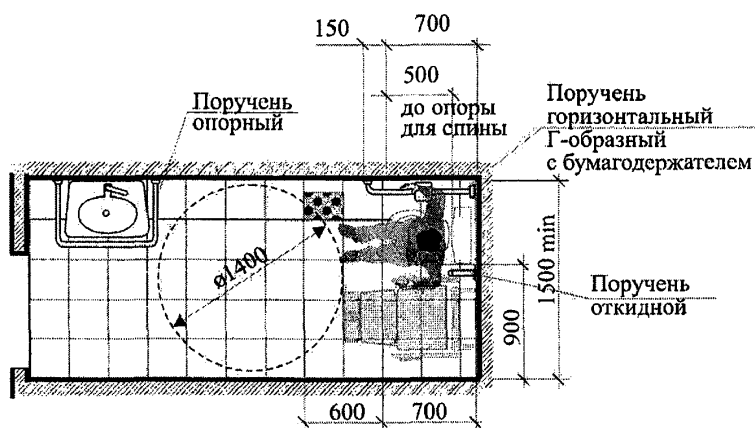 150
700
500
до опоры
для спины
Поручень
опорный
Поручень
горизонтальный
Г-образный
с бумагодержателем
ø1400
1500 min
900
Поручень
откидной
600
700